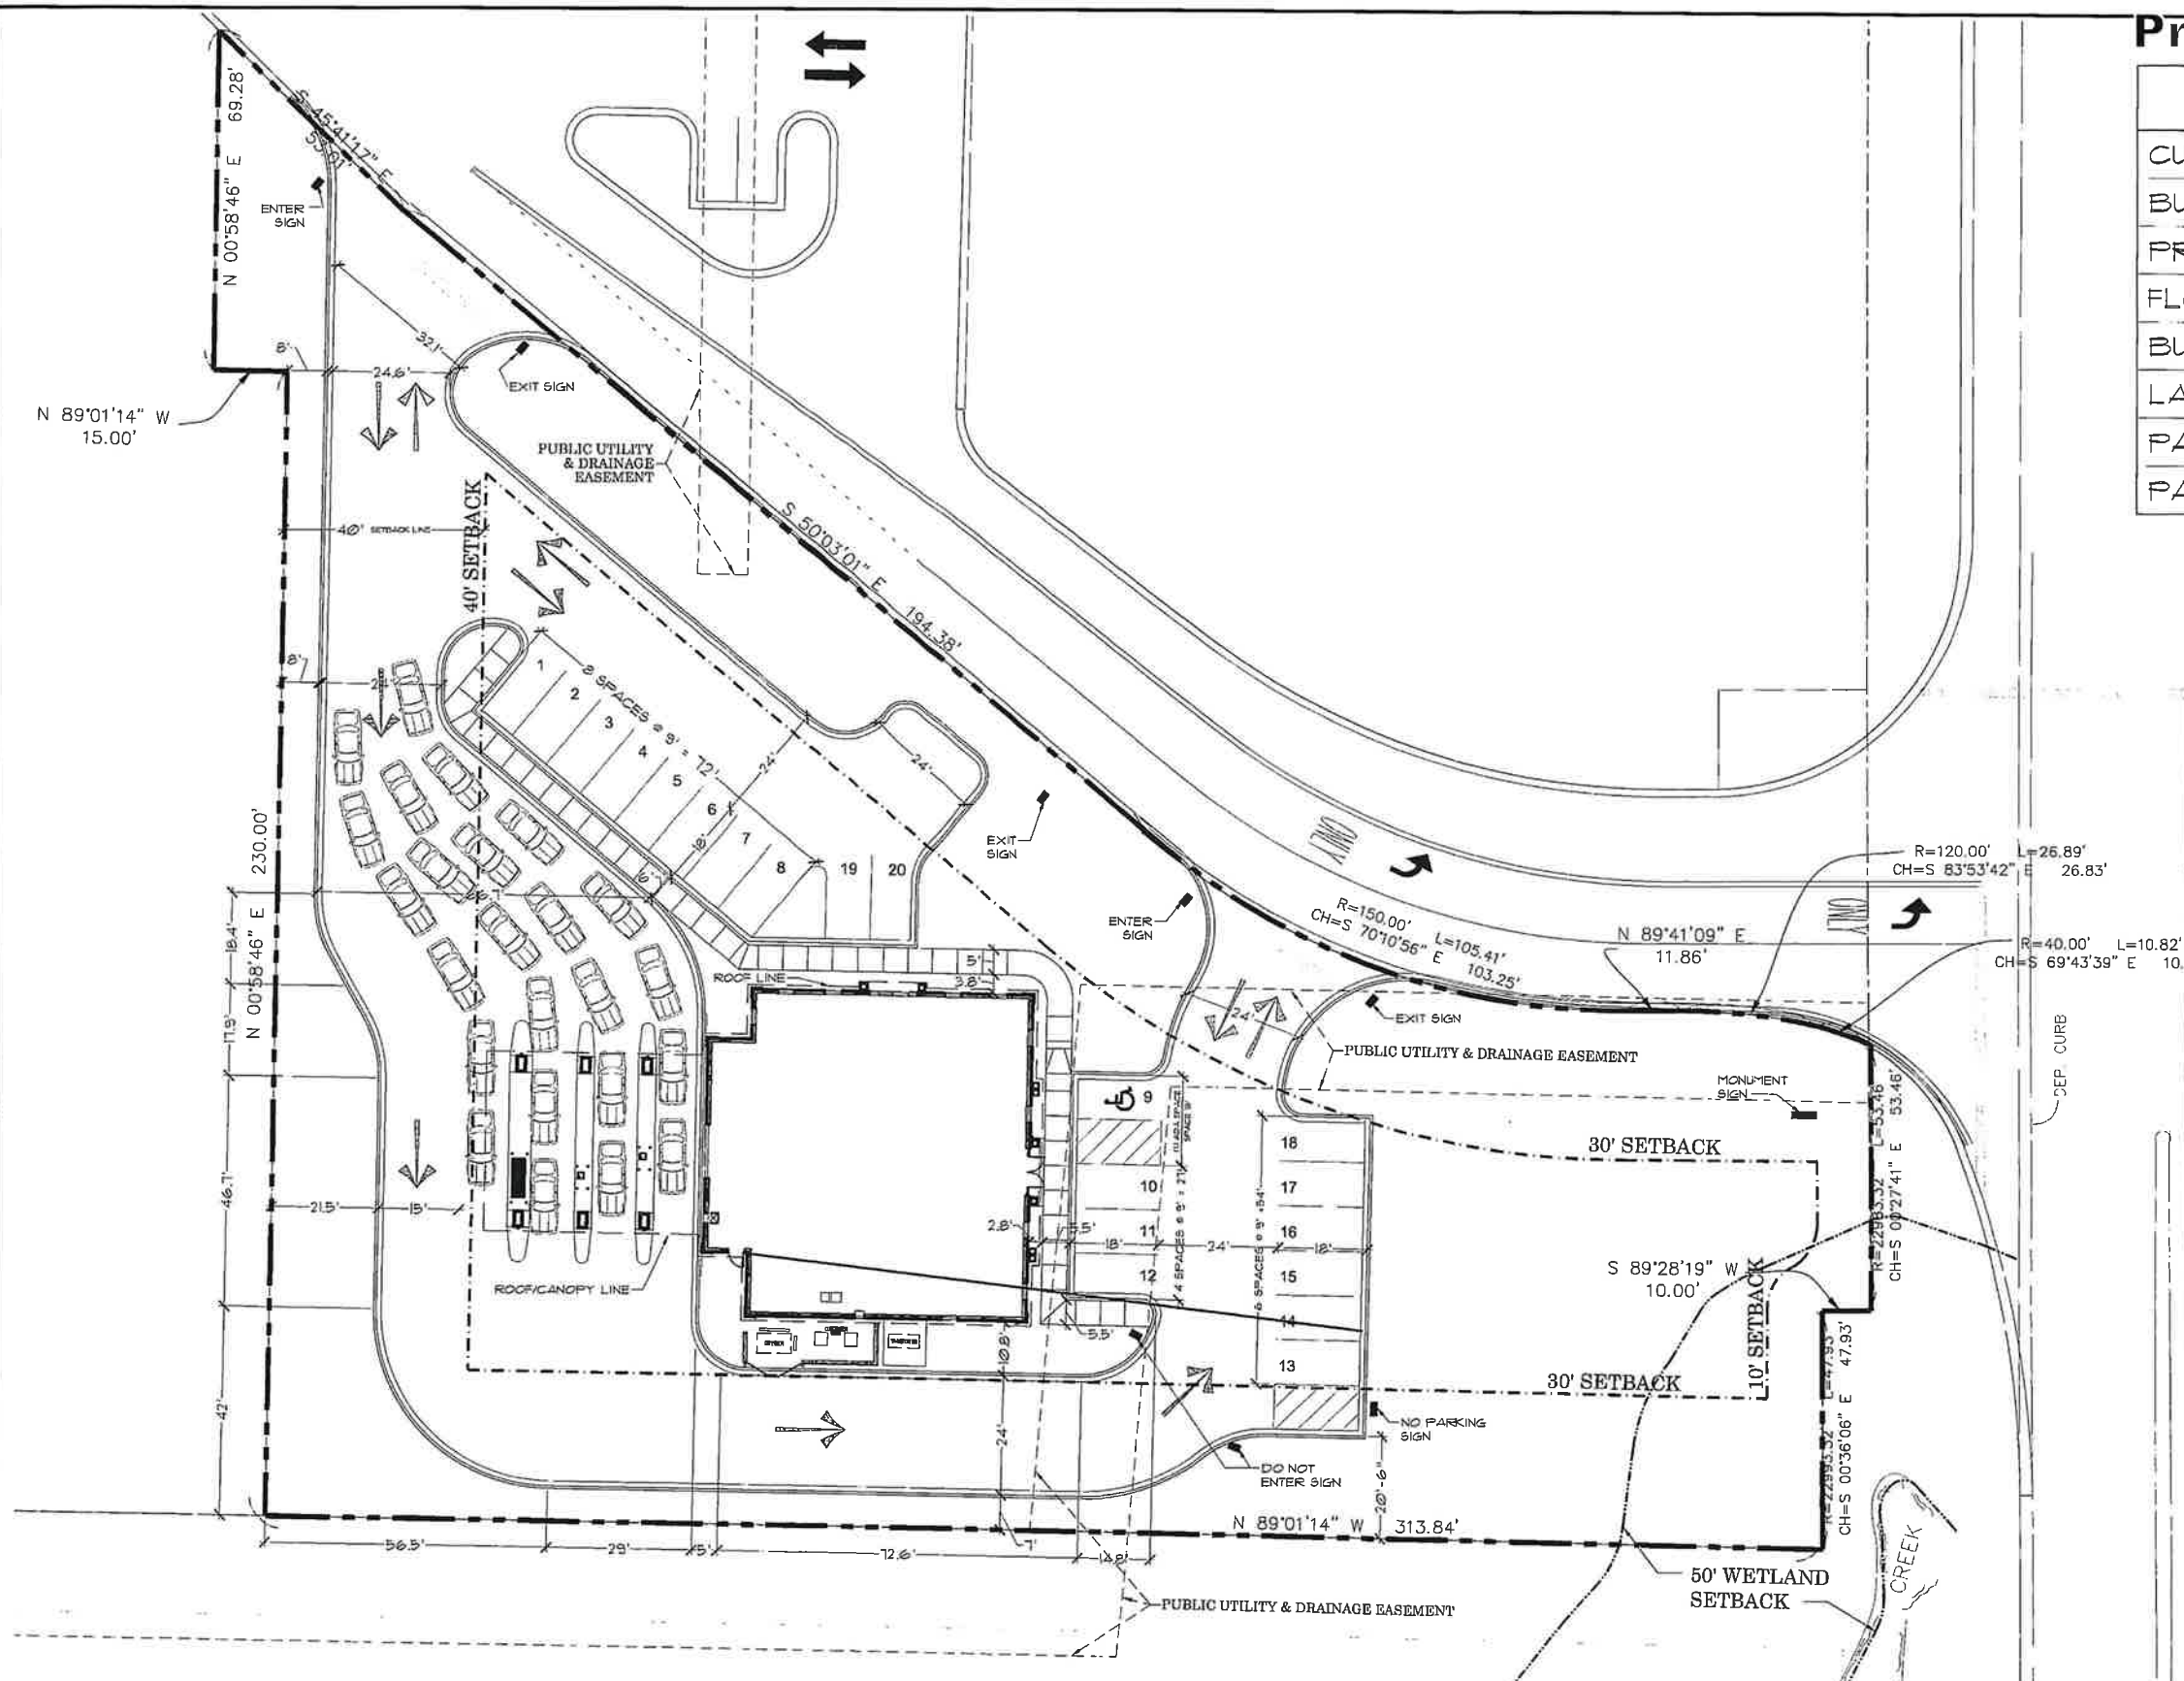 Pr
CU
BU
PR
FL
BU
LA
PA
PA
N 00°58'46" E 69.28'
S 45°41'17" E
53.01'
ENTER
SIGN
8'
32.1'
24.6'
EXIT SIGN
N 89°01'14" W
15.00'
PUBLIC UTILITY
& DRAINAGE
EASEMENT
40' SETBACK LINE
40' SETBACK
S 50°03'01" E 194.38'
8'
24'
1
2
3
4
5
6
7
8
19
20
8 SPACES @ 9' = 72'
24'
24'
18'
6'
EXIT
SIGN
ENTER
SIGN
ONLY
ONLY
R=120.00' L=26.89'
CH=S 83°53'42" E 26.83'
R=150.00' L=105.41'
CH=S 70°10'56" E 103.25'
N 89°41'09" E
11.86'
R=40.00' L=10.82'
CH=S 69°43'39" E 10.
N 00°58'46" E 230.00'
18.4'
17.9'
46.7'
42'
ROOF LINE
5'
3.8'
24'
EXIT SIGN
PUBLIC UTILITY & DRAINAGE EASEMENT
MONUMENT
SIGN
DEP. CURB
9
10
11
12
4 SPACES @ 9' = 27'
18
17
16
15
14
13
6 SPACES @ 9' =54'
30' SETBACK
R=22993.32' L=53.46'
CH=S 00°27'41" E 53.46'
21.5'
15'
2.8'
5.5'
18'
24'
18'
S 89°28'19" W
10.00'
10' SETBACK
ROOF/CANOPY LINE
5.5'
10.8'
30' SETBACK
R=22993.32' L=47.93'
CH=S 00°36'06" E 47.93'
24'
NO PARKING
SIGN
DO NOT
ENTER SIGN
20'-6"
N 89°01'14" W 313.84'
56.5'
29'
5'
72.6'
14.8'
7'
PUBLIC UTILITY & DRAINAGE EASEMENT
50' WETLAND
SETBACK
CREEK